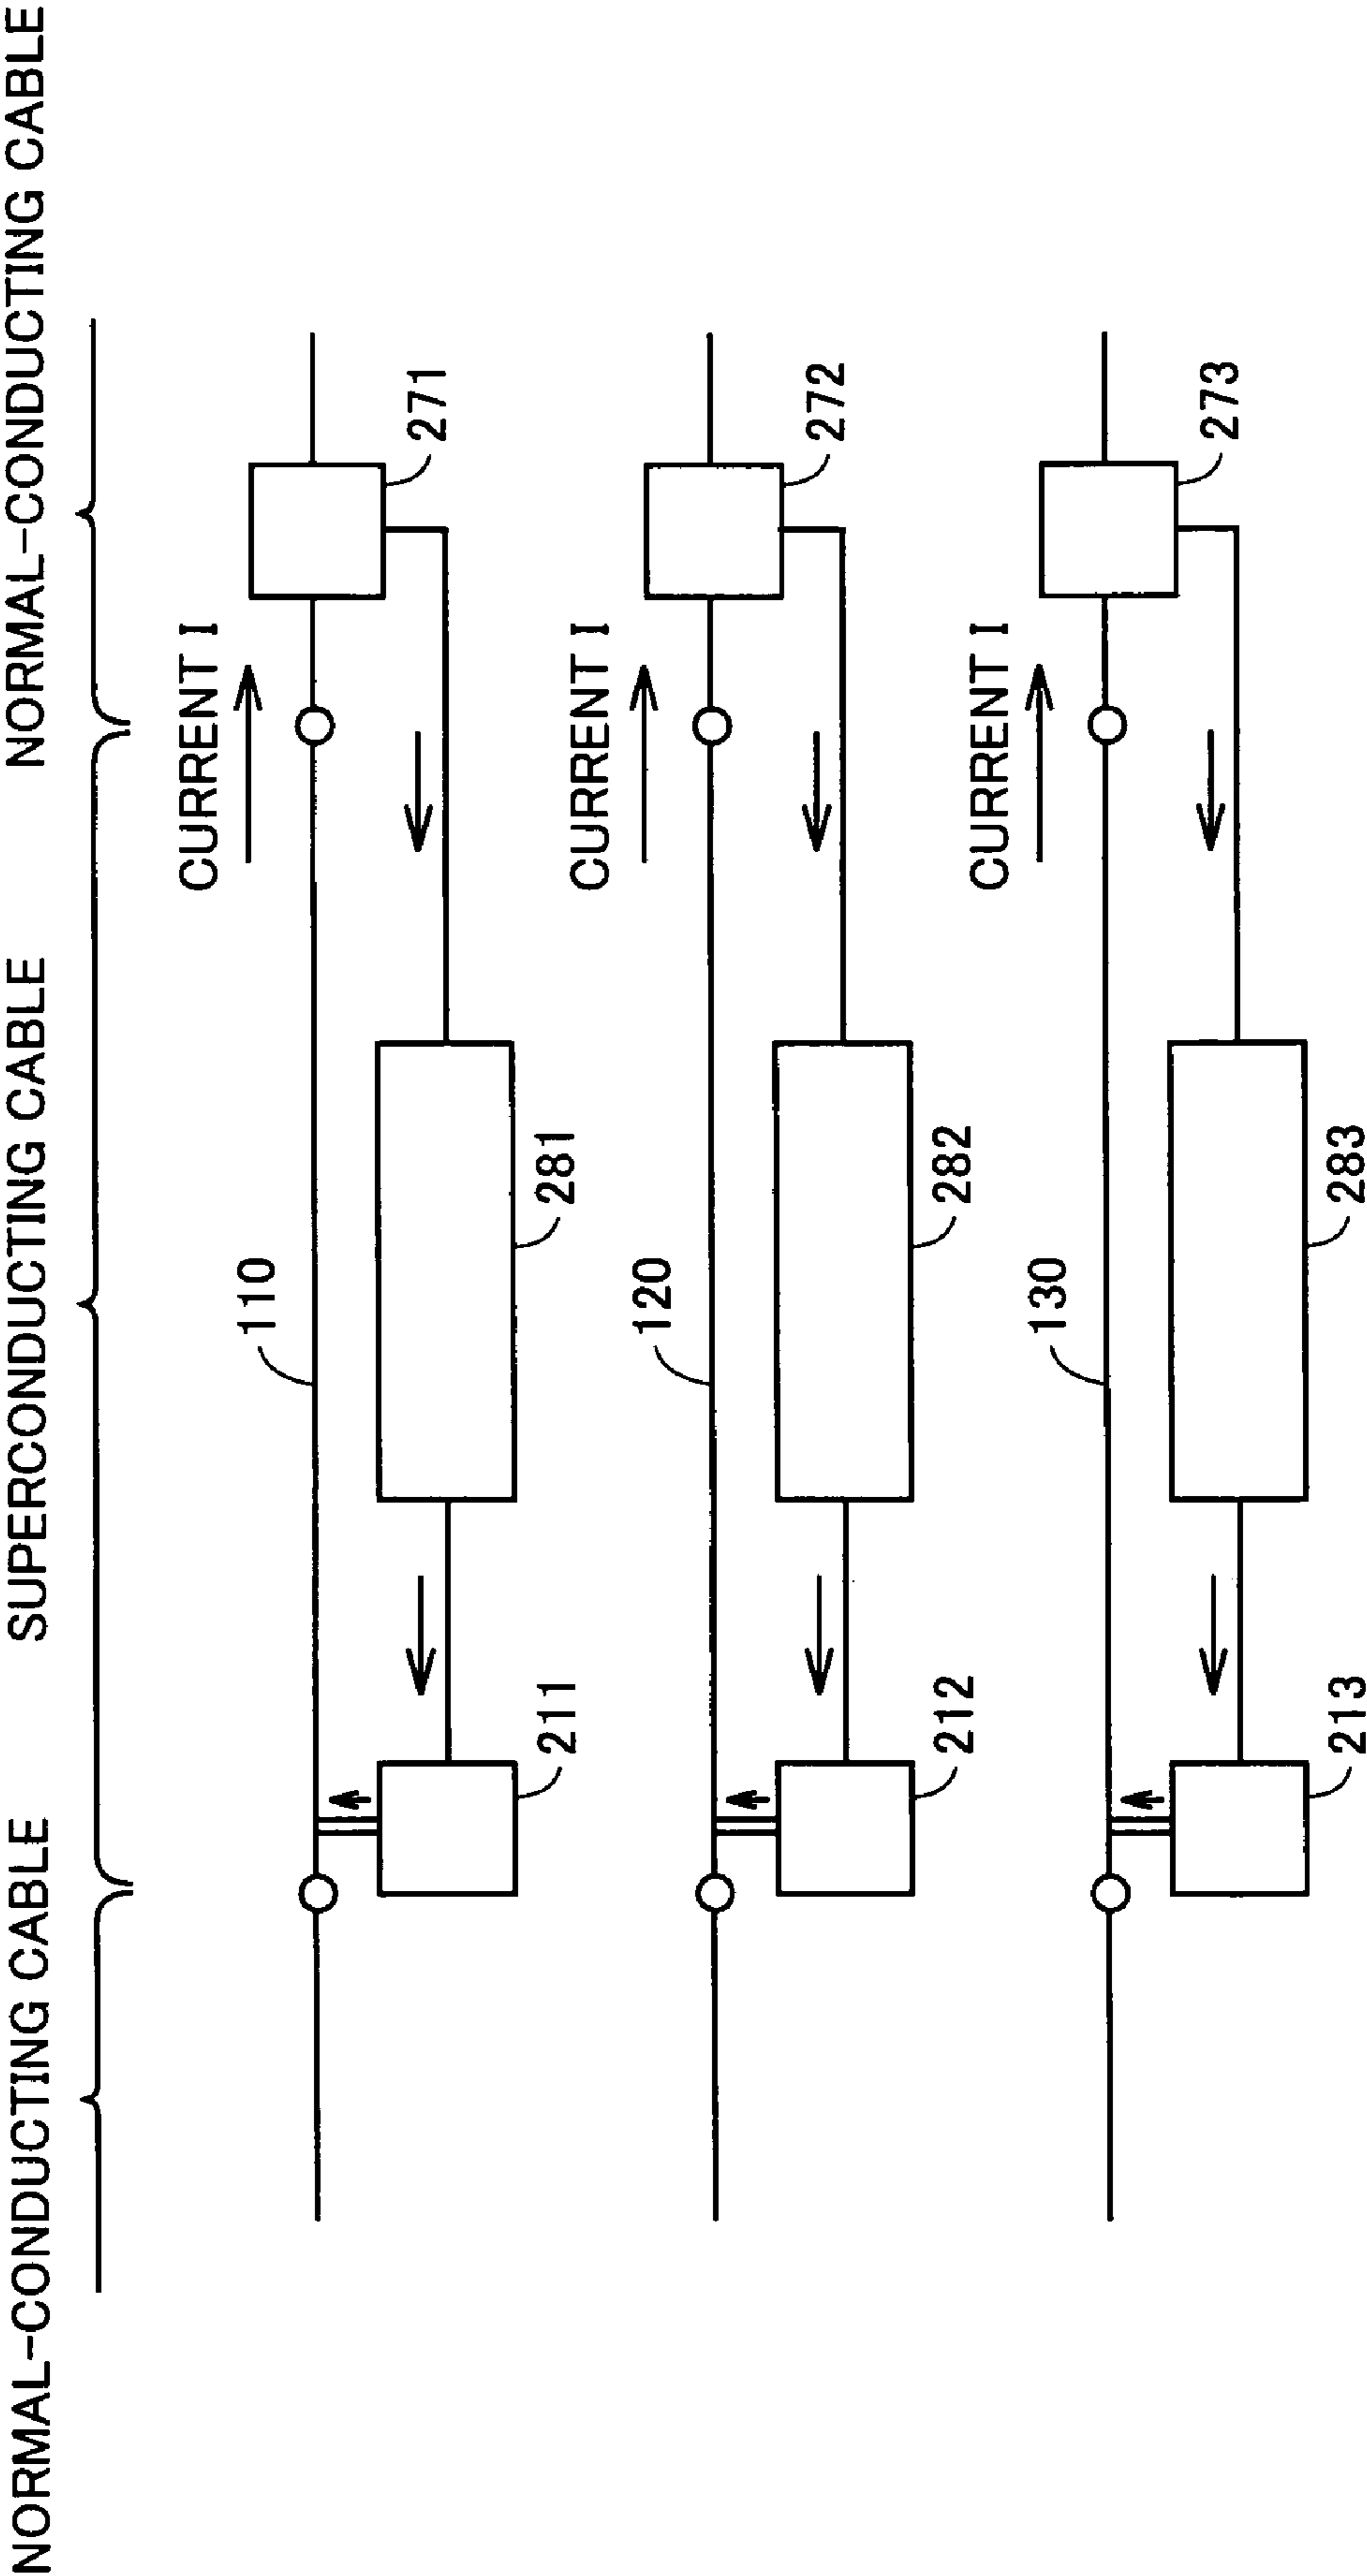 NORMAL-CONDUCTING CABLE
SUPERCONDUCTING CABLE
NORMAL-CONDUCTING CABLE
CURRENT I
110
271
281
211
CURRENT I
120
272
282
212
CURRENT I
130
273
283
213